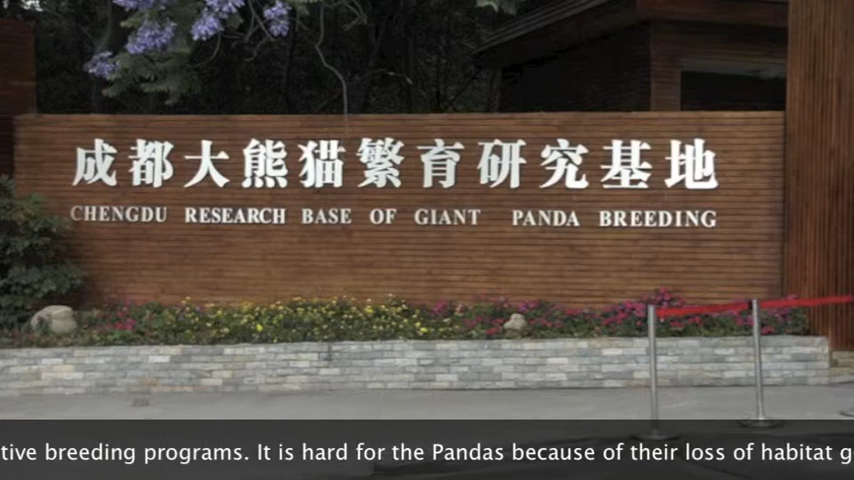 成都大熊猫繁育研究基地
CHENGDU RESEARCH BASE OF GIANT PANDA BREEDING
tive breeding programs. It is hard for the Pandas because of their loss of habitat g